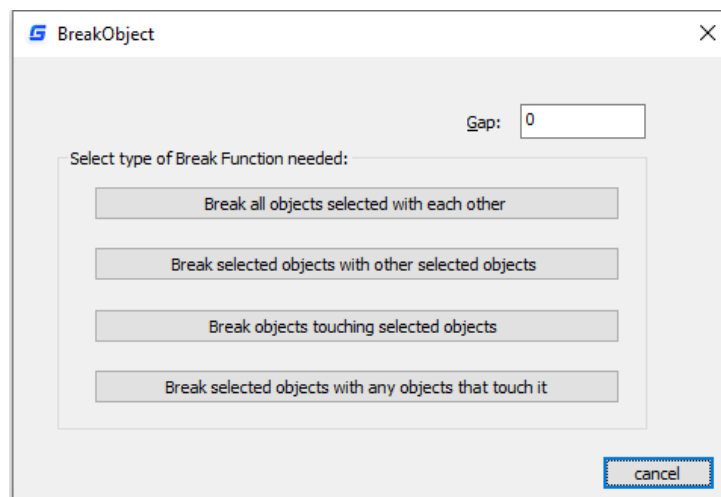 BreakObject
Gap: 0
Select type of Break Function needed:
Break all objects selected with each other
Break selected objects with other selected objects
Break objects touching selected objects
Break selected objects with any objects that touch it
cancel